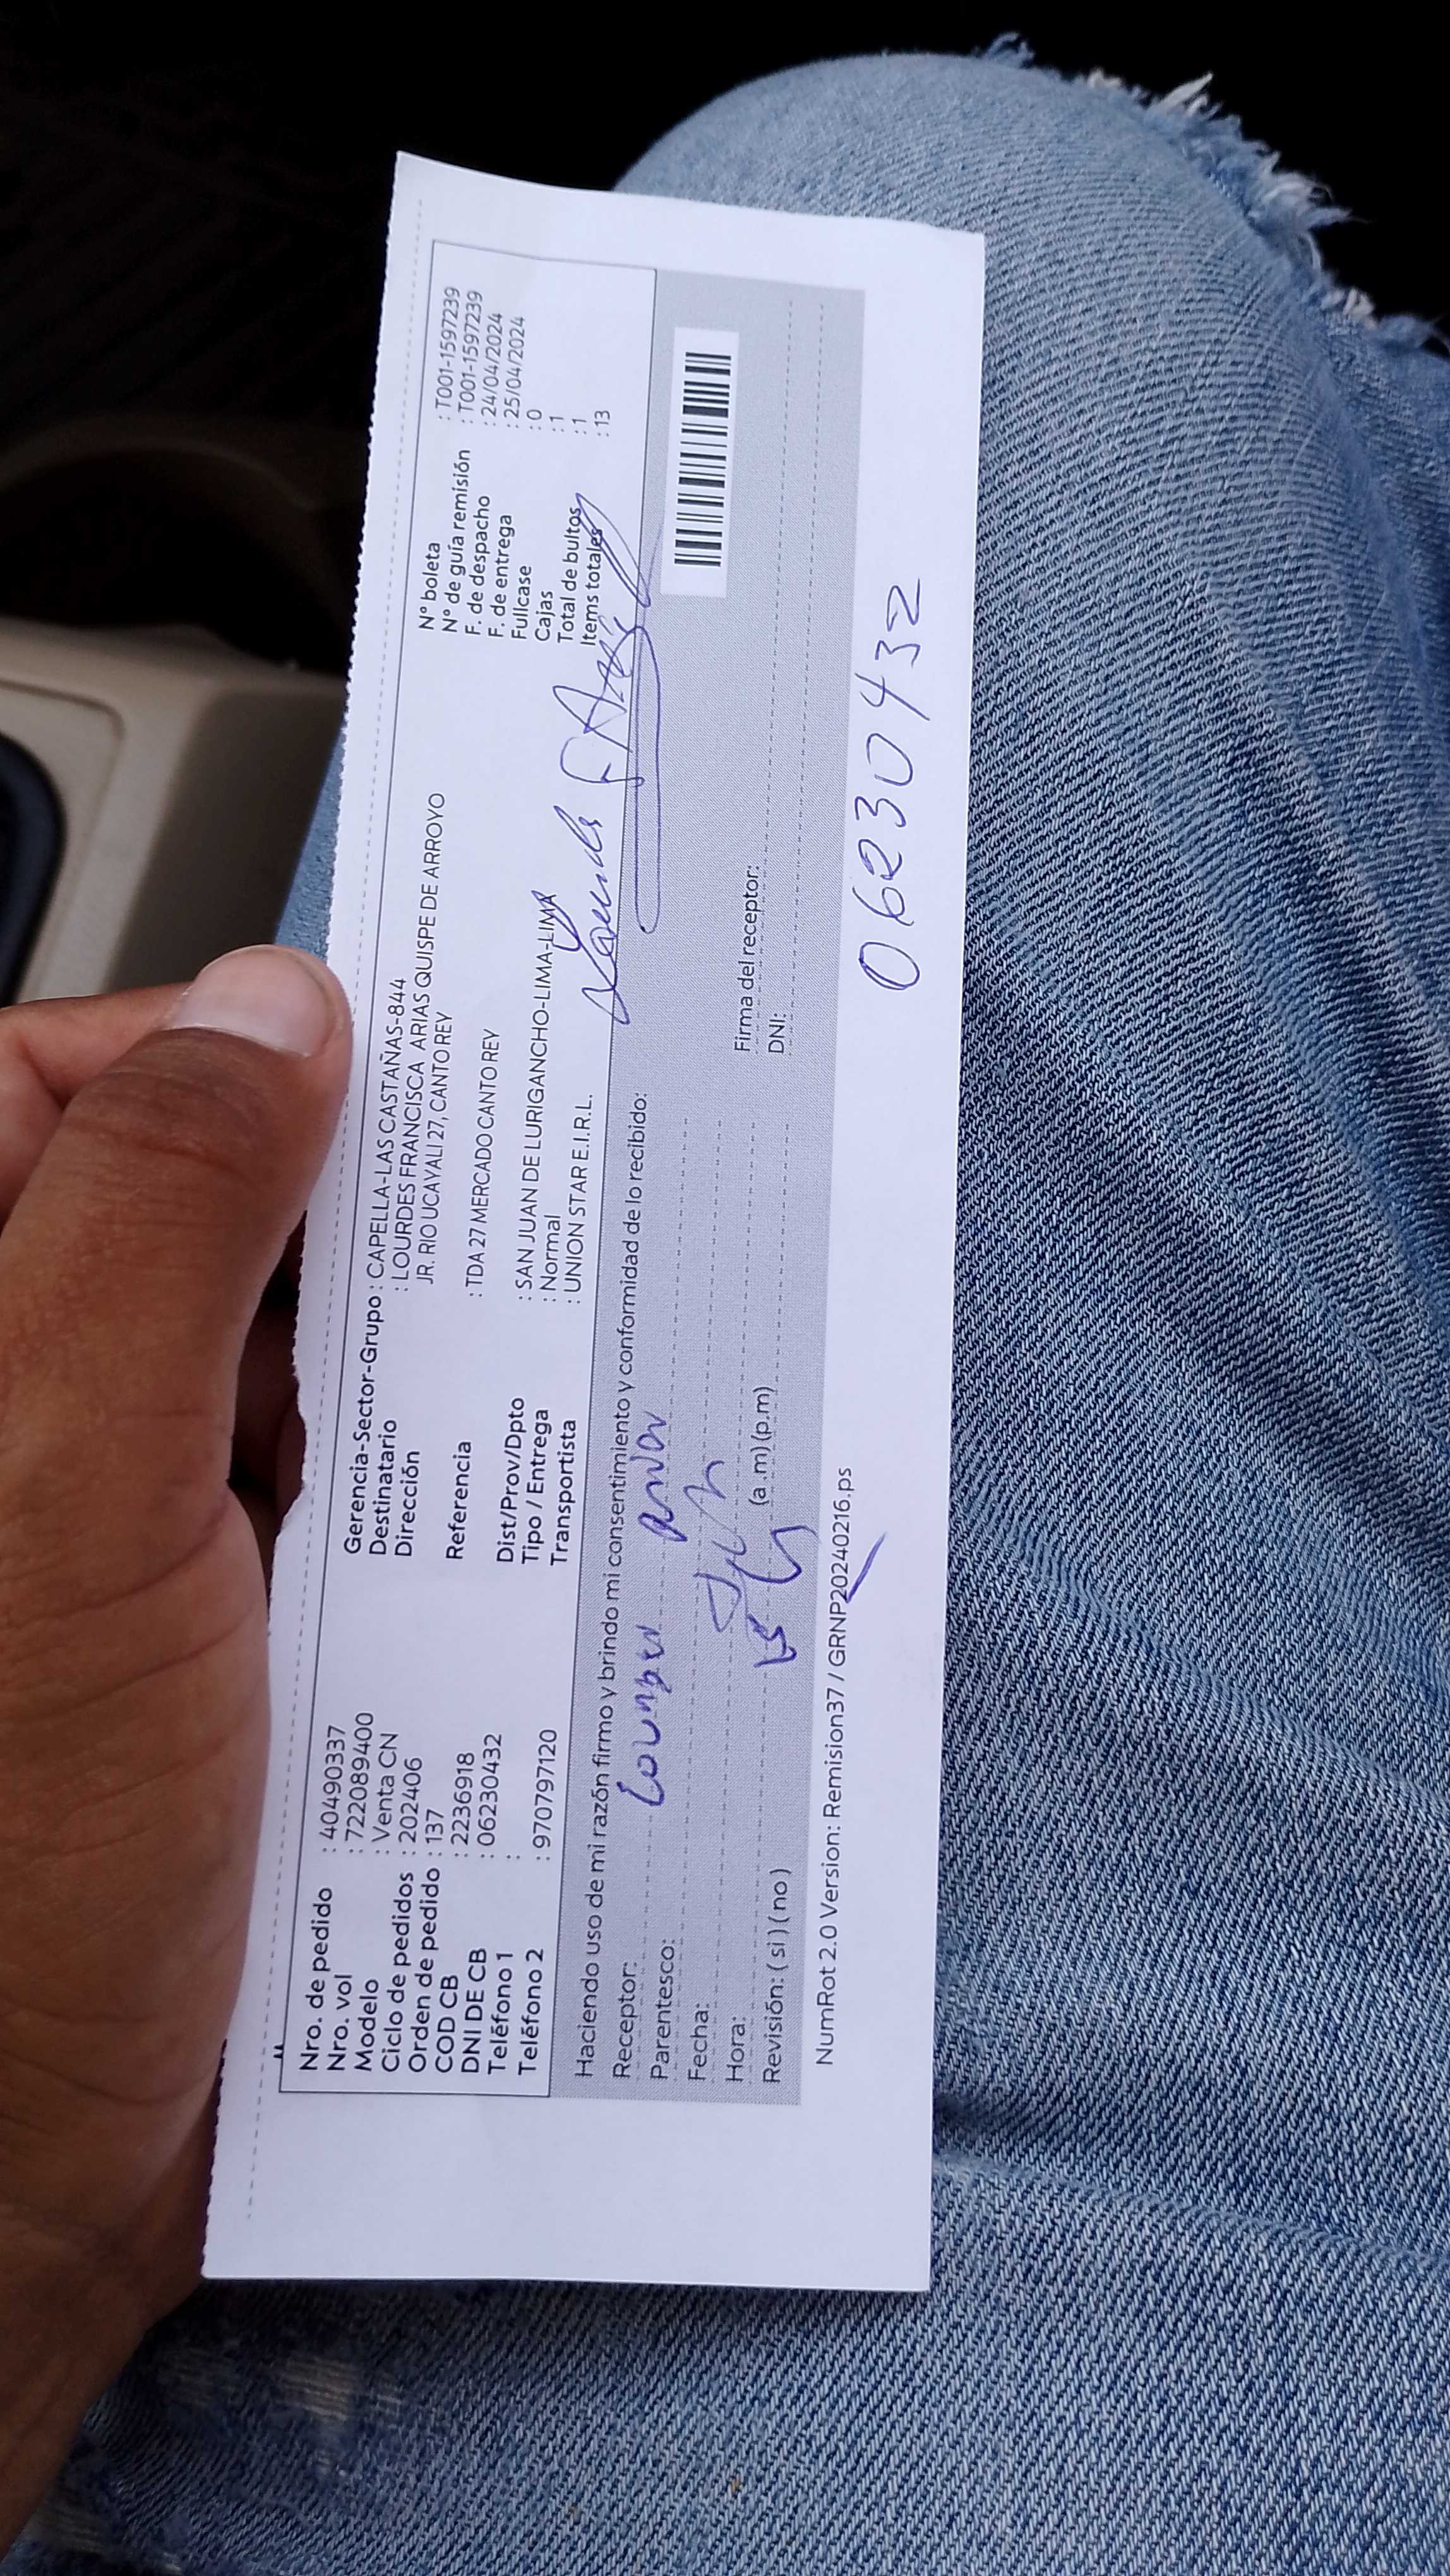 Nro. de pedido : 40490337
Nro. vol : 722089400
Modelo : Venta CN
Ciclo de pedidos : 202406
Orden de pedido : 137
COD CB : 2236918
DNI DE CB : 06230432
Teléfono 1 :
Teléfono 2 : 970797120
Gerencia-Sector-Grupo : CAPELLA-LAS CASTAÑAS-844
Destinatario : LOURDES FRANCISCA ARIAS QUISPE DE ARROYO
Dirección JR. RIO UCAYALI 27, CANTO REY
Referencia : TDA 27 MERCADO CANTO REY
Dist/Prov/Dpto : SAN JUAN DE LURIGANCHO-LIMA-LIMA
Tipo / Entrega : Normal
Transportista : UNION STAR E.I.R.L.
N° boleta : T001-1597239
N° de guía remisión : T001-1597239
F. de despacho : 24/04/2024
F. de entrega : 25/04/2024
Fullcase : 0
Cajas : 1
Total de bultos : 1
Items totales : 13
Haciendo uso de mi razón firmo y brindo mi consentimiento y conformidad de lo recibido:
Receptor:
Parentesco:
Fecha:
Hora: (a.m) (p.m)
Revisión: ( si ) ( no )
Firma del receptor:
DNI:
06230432
NumRot 2.0 Version: Remision37 / GRNP20240216.ps